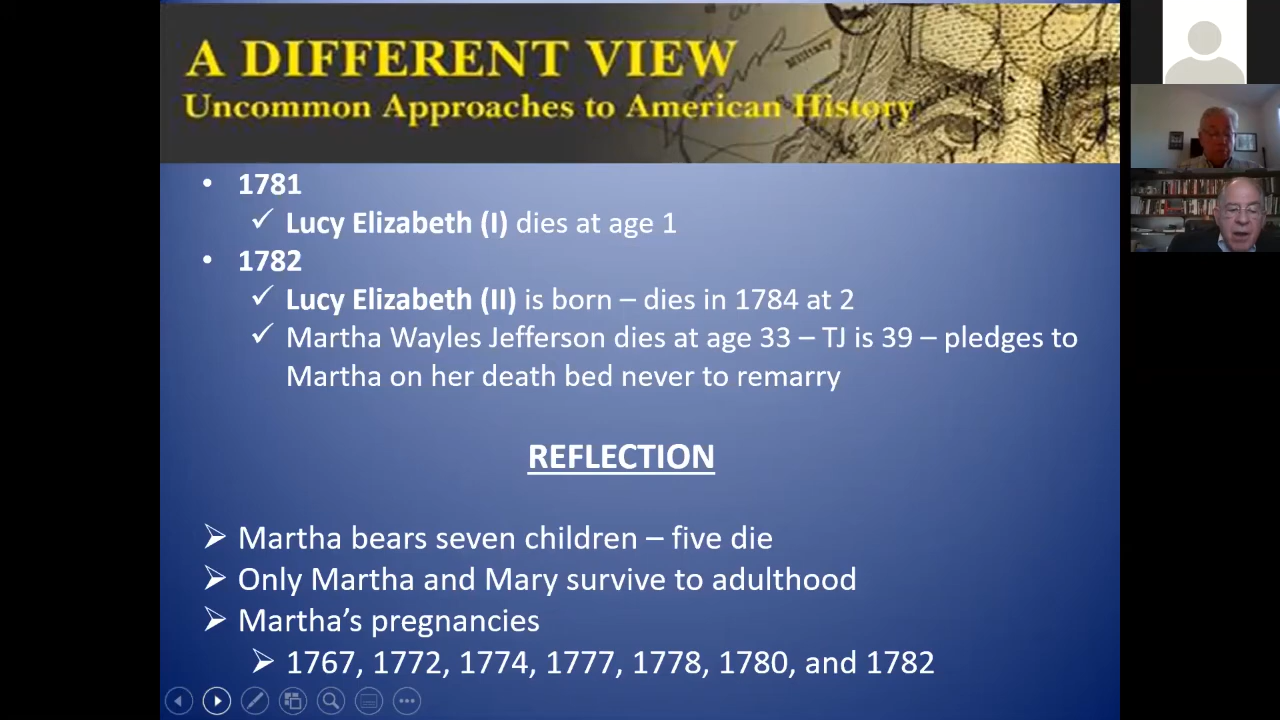 A DIFFERENT VIEW
Uncommon Approaches to American History
Military
• 1781
✓ Lucy Elizabeth (I) dies at age 1
• 1782
✓ Lucy Elizabeth (II) is born – dies in 1784 at 2
✓ Martha Wayles Jefferson dies at age 33 – TJ is 39 – pledges to
Martha on her death bed never to remarry
REFLECTION
➢ Martha bears seven children – five die
➢ Only Martha and Mary survive to adulthood
➢ Martha’s pregnancies
➢ 1767, 1772, 1774, 1777, 1778, 1780, and 1782